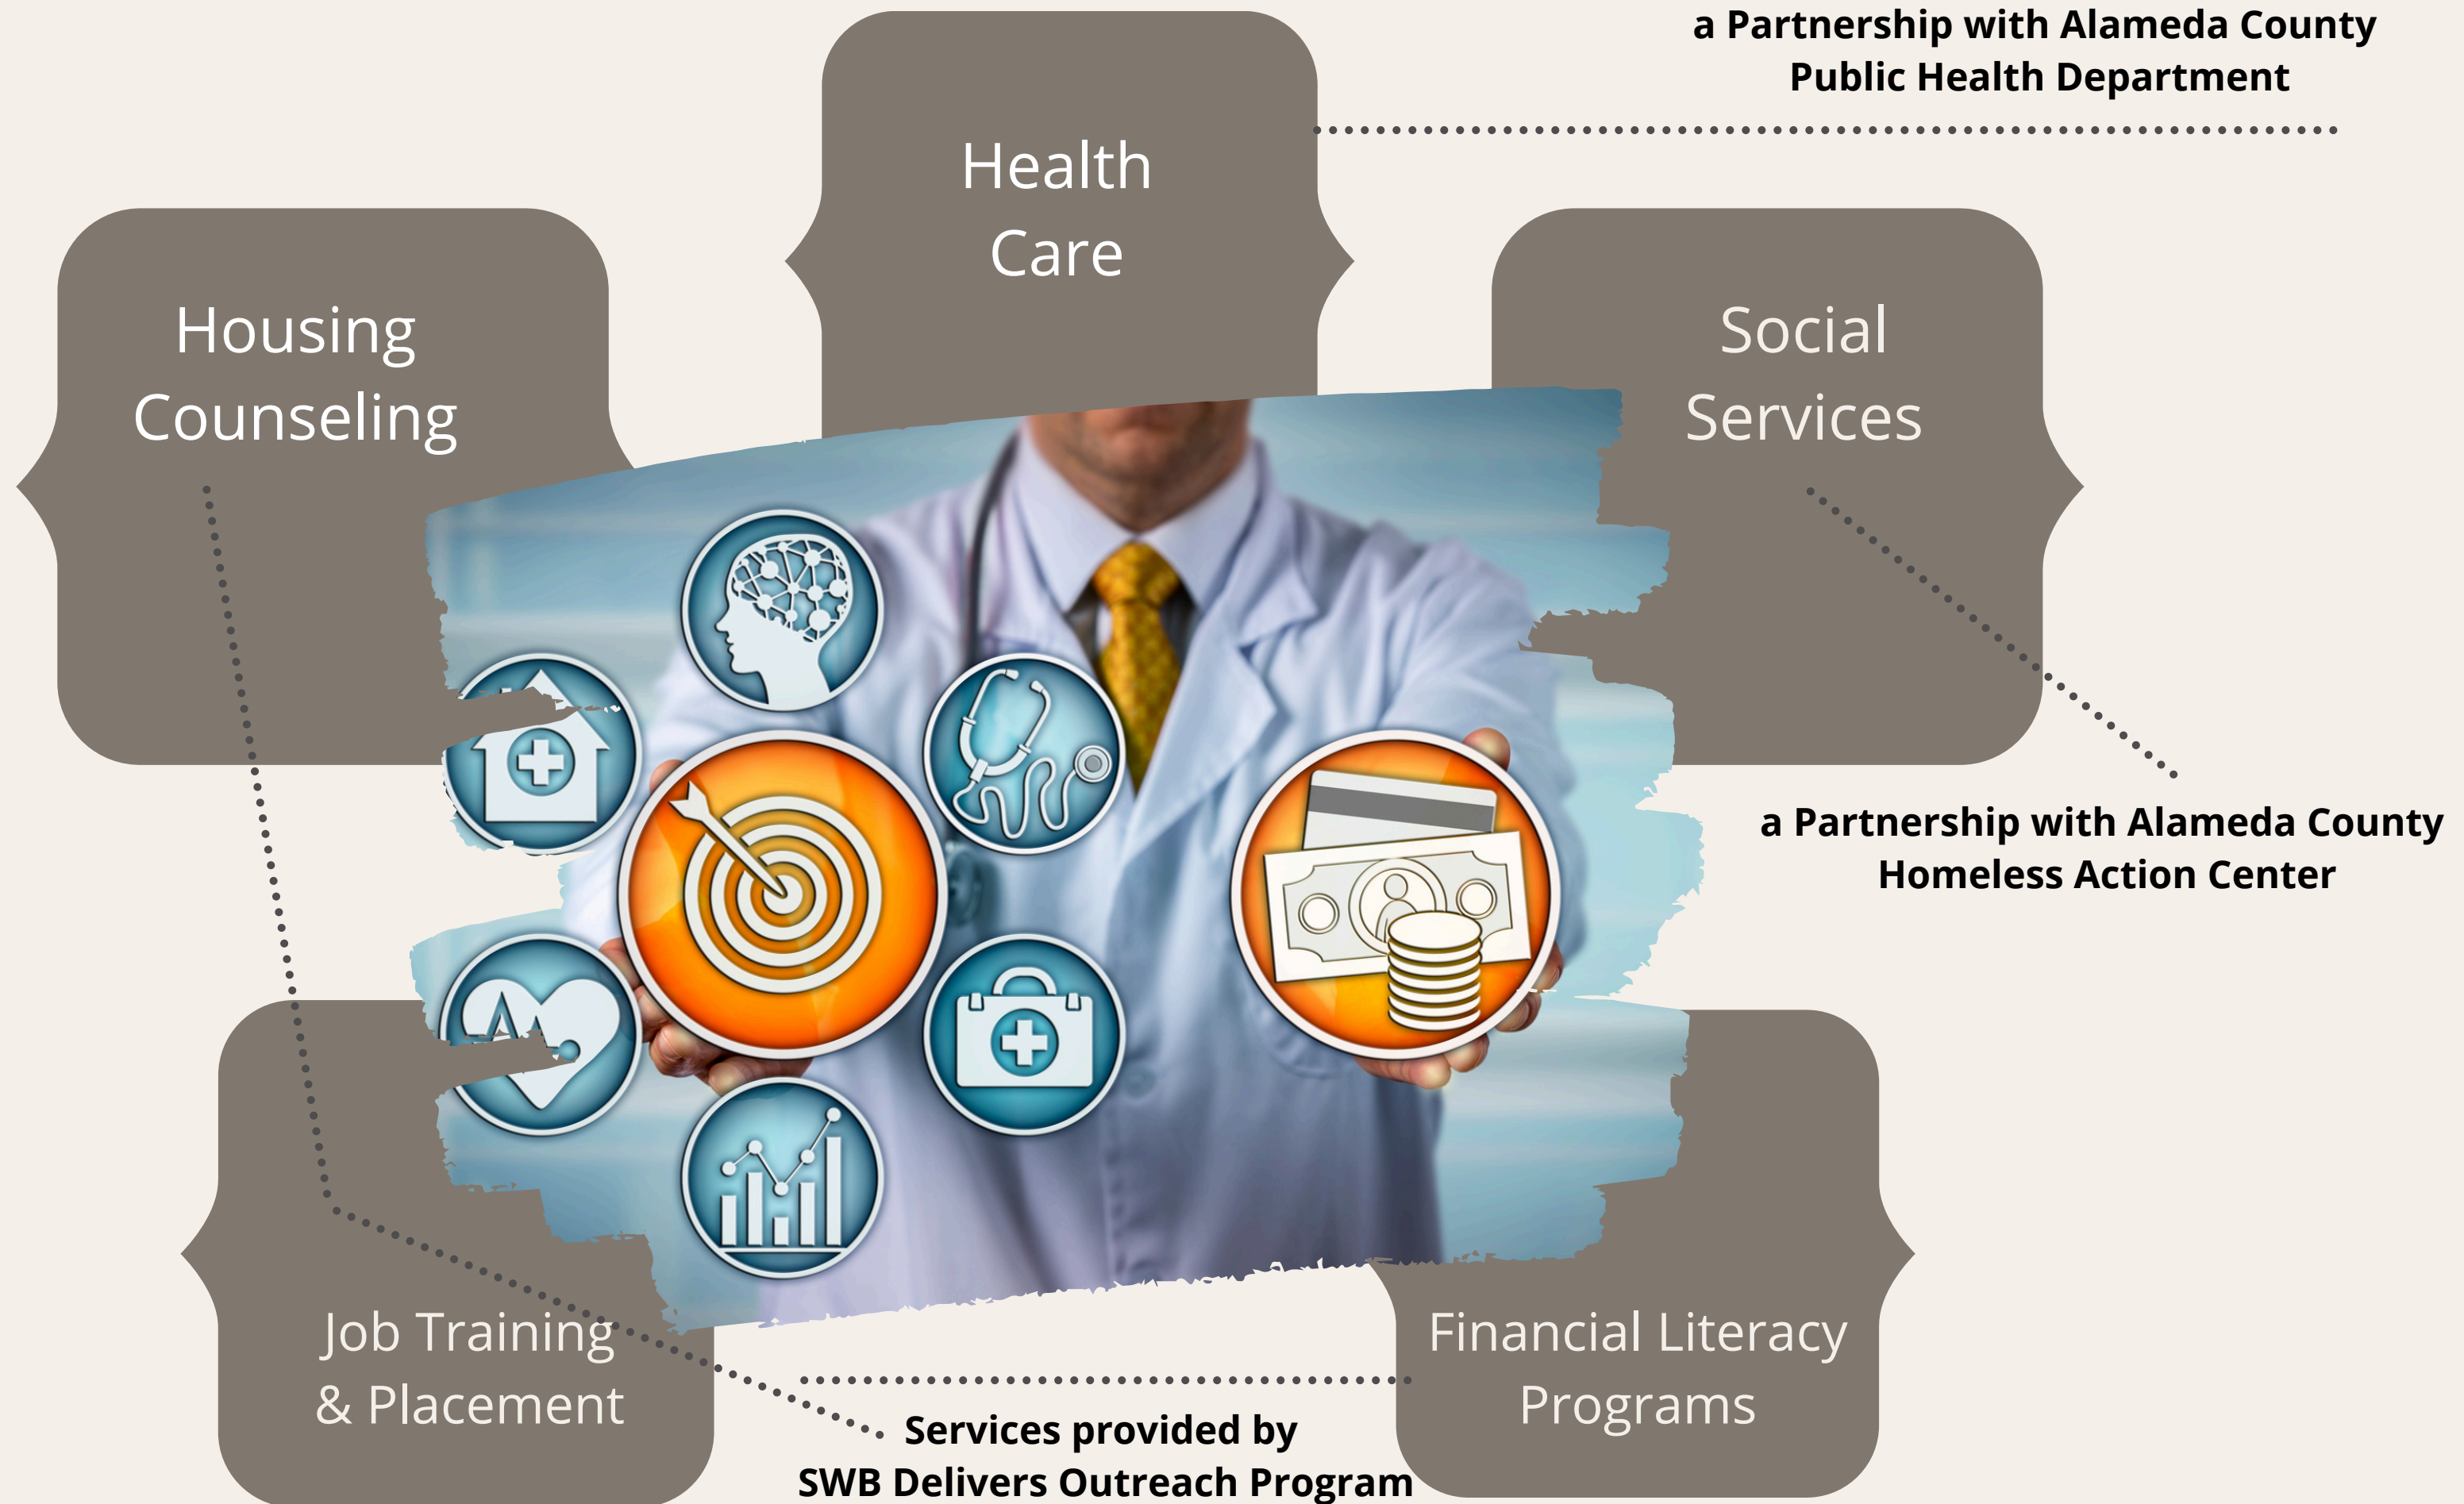 a Partnership with Alameda County
Public Health Department
Health
Care
Housing
Counseling
Social
Services
a Partnership with Alameda County
Homeless Action Center
Job Training
& Placement
Financial Literacy
Programs
Services provided by
SWB Delivers Outreach Program